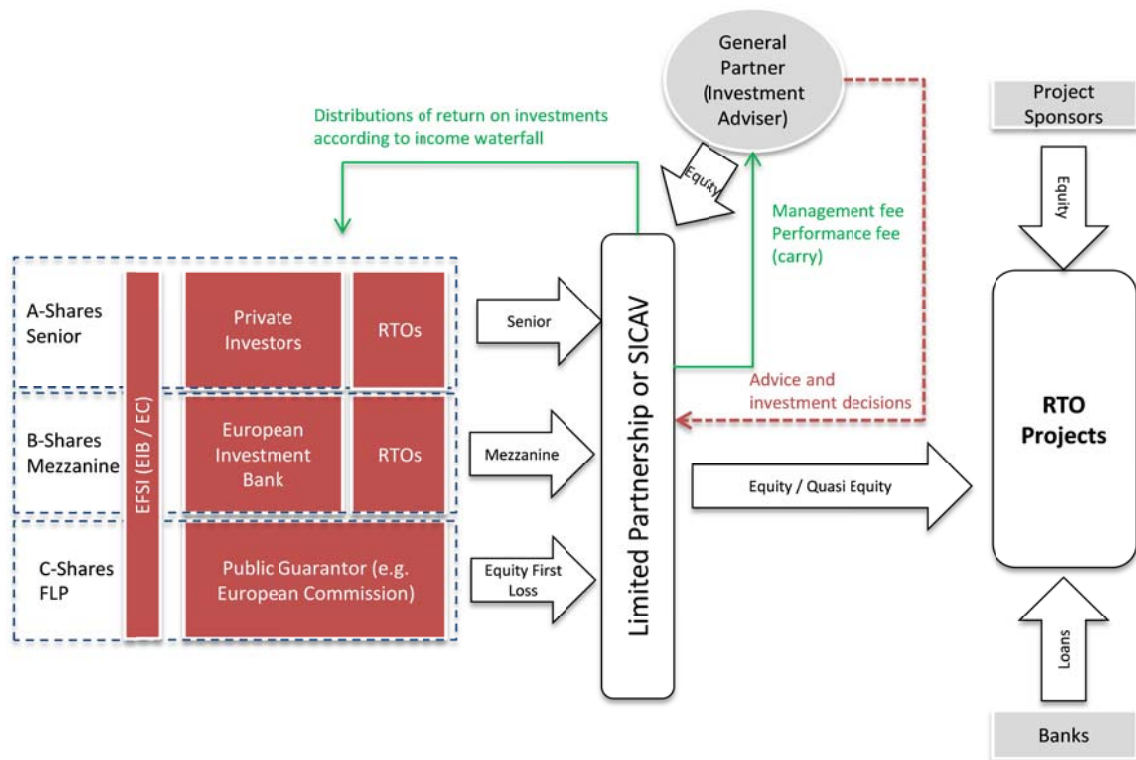 General
Partner
(Investment
Adviser)
Project
Sponsors
Distributions of return on investments
according to income waterfall
Equity
Equity
Management fee
Performance fee
(carry)
A-Shares
Senior
Private
Investors
RTOs
Senior
Limited Partnership or SICAV
Advice and
investment decisions
RTO
Projects
EFSI (EIB / EC)
B-Shares
Mezzanine
European
Investment
Bank
RTOs
Mezzanine
Equity / Quasi Equity
C-Shares
FLP
Public Guarantor (e.g.
European Commission)
Equity First
Loss
Loans
Banks